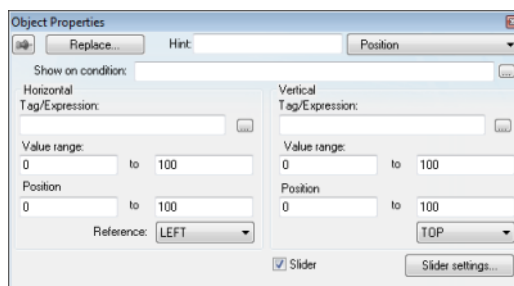 Object Properties
Replace... Hint: Position
Show on condition: ...
Horizontal Vertical
Tag/Expression: Tag/Expression:
... ...
Value range: Value range:
0 to 100 0 to 100
Position Position
0 to 100 0 to 100
Reference: LEFT TOP
Slider Slider settings...